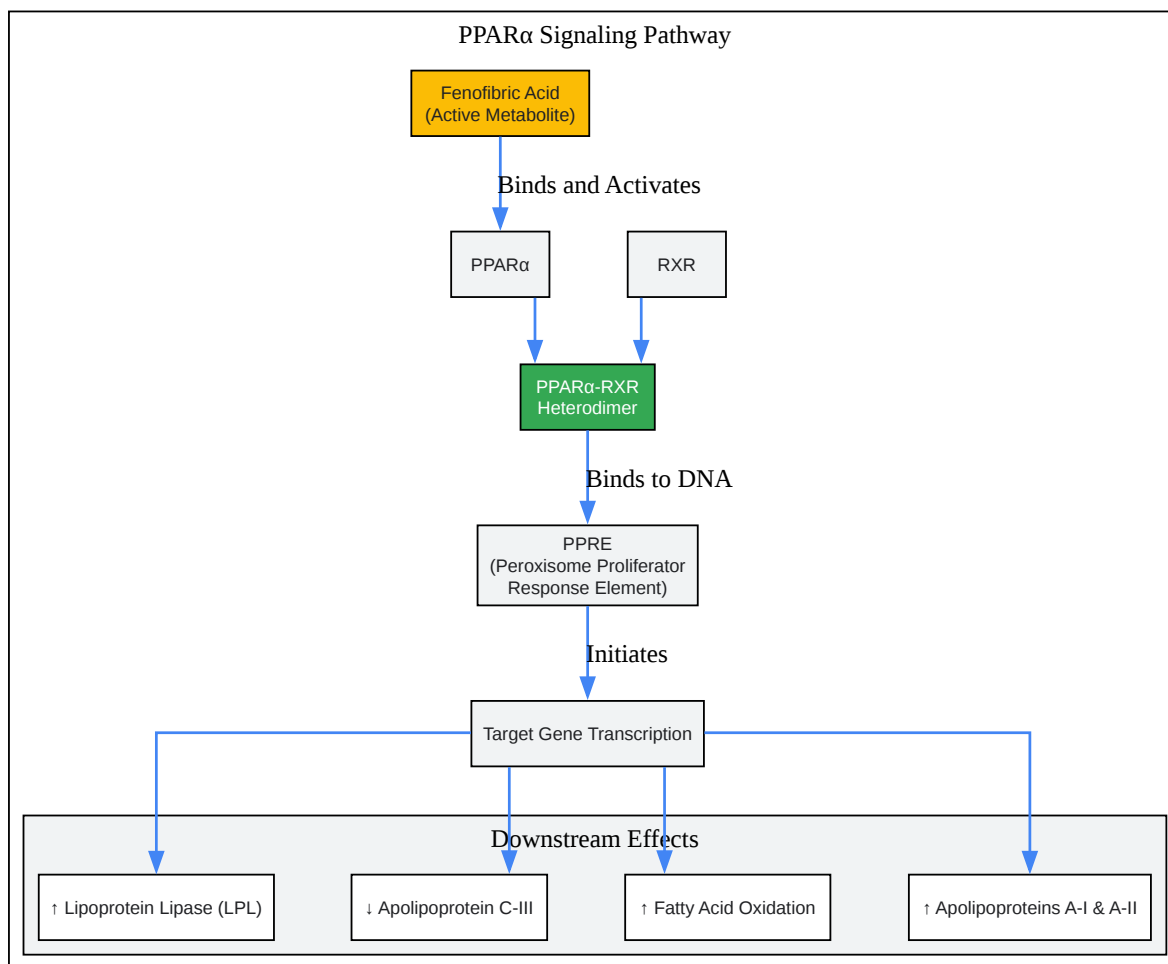 PPARα Signaling Pathway
Fenofibric Acid
(Active Metabolite)
Binds and Activates
PPARα
RXR
PPARα-RXR
Heterodimer
Binds to DNA
PPRE
(Peroxisome Proliferator
Response Element)
Initiates
Target Gene Transcription
Downstream Effects
↑ Lipoprotein Lipase (LPL)
↓ Apolipoprotein C-III
↑ Fatty Acid Oxidation
↑ Apolipoproteins A-I & A-II